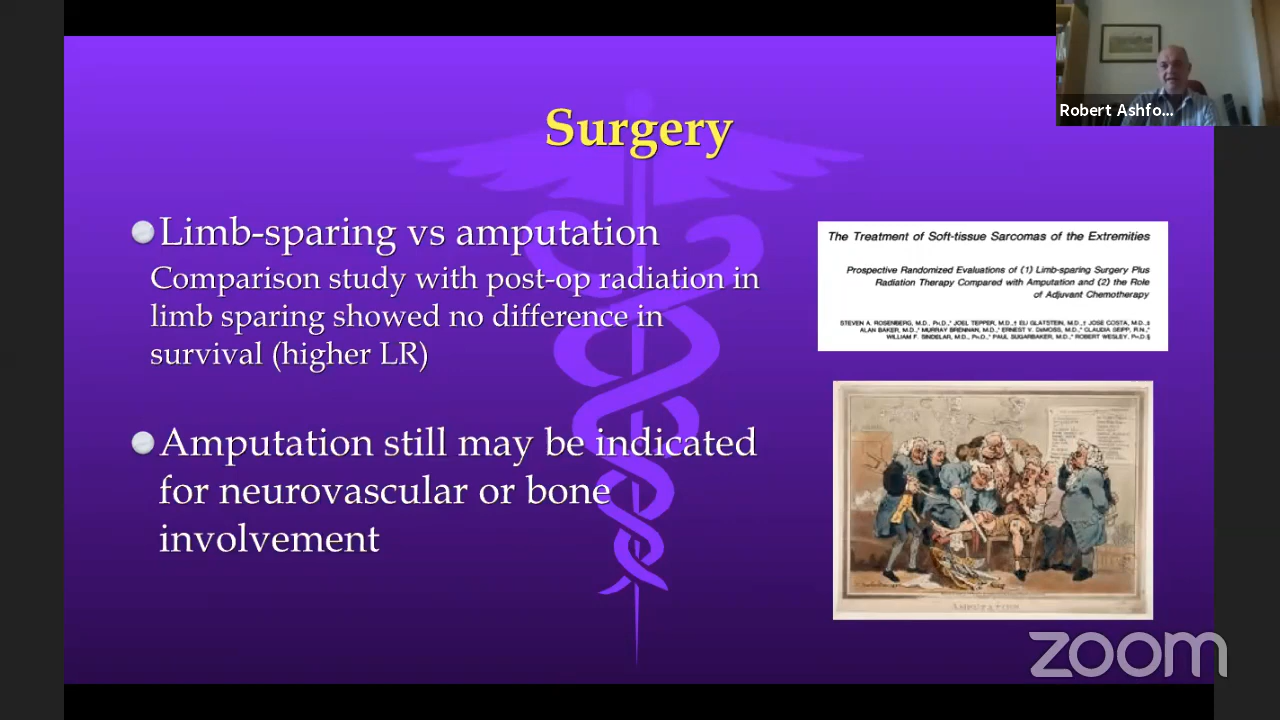 Robert Ashfo...
Surgery
Limb-sparing vs amputation
Comparison study with post-op radiation in
limb sparing showed no difference in
survival (higher LR)
Amputation still may be indicated
for neurovascular or bone
involvement
The Treatment of Soft-tissue Sarcomas of the Extremities
Prospective Randomized Evaluations of (1) Limb-sparing Surgery Plus
Radiation Therapy Compared with Amputation and (2) the Role
of Adjuvant Chemotherapy
STEVEN A. ROSENBERG, M.D., PH.D.,* JOEL TEPPER, M.D.,† ELI GLATSTEIN, M.D.,† JOSE COSTA, M.D.,‡
ALAN BAKER, M.D.,* MURRAY BRENNAN, M.D.,* ERNEST V. DEMOSS, M.D.,* CLAUDIA SEIPP, R.N.,*
WILLIAM F. SINDELAR, M.D., PH.D.,* PAUL SUGARBAKER, M.D.,* ROBERT WESLEY, PH.D.§
AMPUTATION
zoom